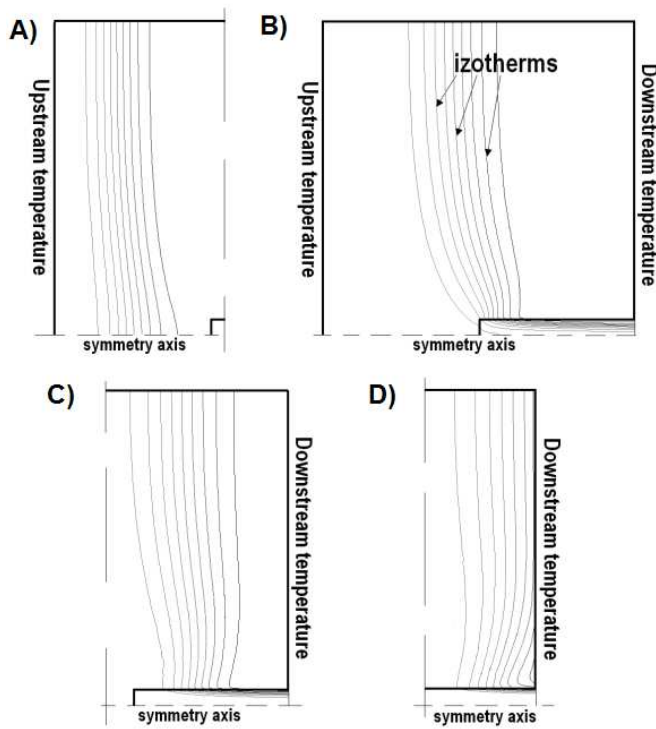 A)
Upstream temperature
symmetry axis
B)
izotherms
Upstream temperature
Downstream temperature
symmetry axis
C)
Downstream temperature
symmetry axis
D)
Downstream temperature
symmetry axis